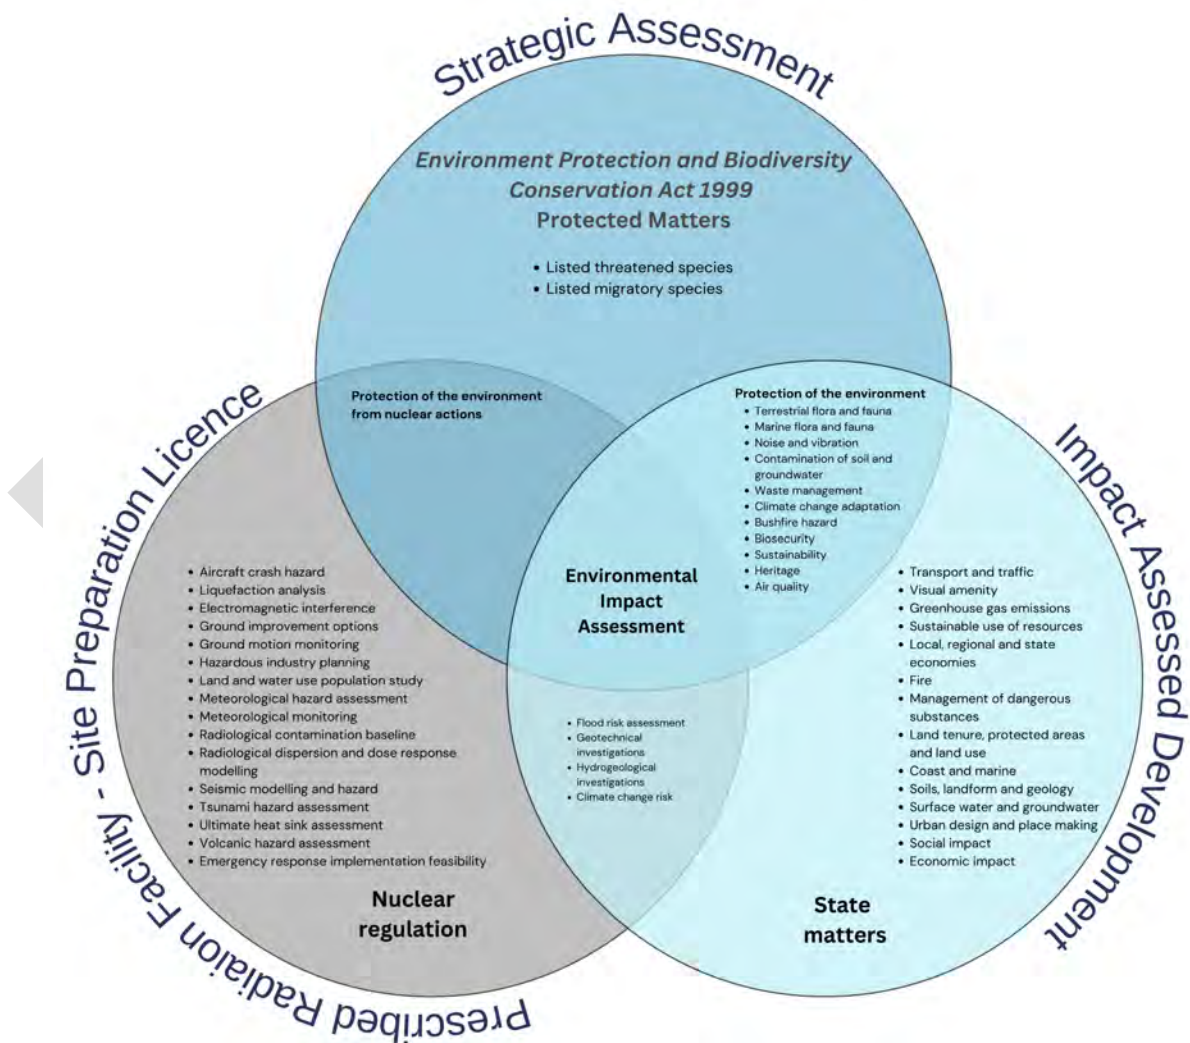 Strategic Assessment
Environment Protection and Biodiversity
Conservation Act 1999
Protected Matters
• Listed threatened species
• Listed migratory species
Protection of the environment
from nuclear actions
Protection of the environment
• Terrestrial flora and fauna
• Marine flora and fauna
• Noise and vibration
• Contamination of soil and
groundwater
• Waste management
• Climate change adaptation
• Bushfire hazard
• Biosecurity
• Sustainability
• Heritage
• Air quality
Environmental
Impact
Assessment
Prescribed Radiaion Facility - Site Preparation Licence
• Aircraft crash hazard
• Liquefaction analysis
• Electromagnetic interference
• Ground improvement options
• Ground motion monitoring
• Hazardous industry planning
• Land and water use population study
• Meteorological hazard assessment
• Meteorological monitoring
• Radiological contamination baseline
• Radiological dispersion and dose response
modelling
• Seismic modelling and hazard
• Tsunami hazard assessment
• Ultimate heat sink assessment
• Volcanic hazard assessment
• Emergency response implementation feasibility
Nuclear
regulation
• Flood risk assessment
• Geotechnical
investigations
• Hydrogeological
investigations
• Climate change risk
Impact Assessed Development
• Transport and traffic
• Visual amenity
• Greenhouse gas emissions
• Sustainable use of resources
• Local, regional and state
economies
• Fire
• Management of dangerous
substances
• Land tenure, protected areas
and land use
• Coast and marine
• Soils, landform and geology
• Surface water and groundwater
• Urban design and place making
• Social impact
• Economic impact
State
matters